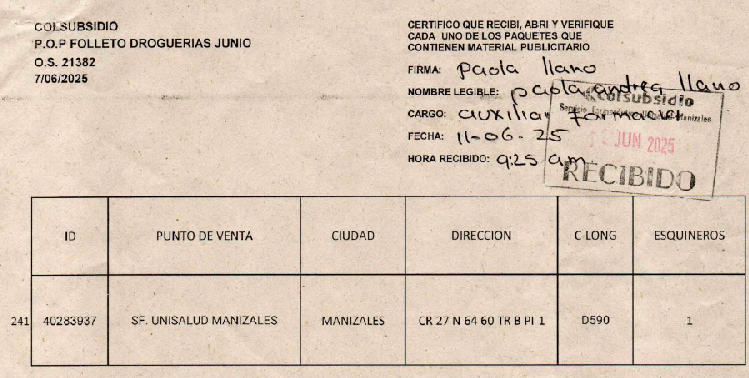 COLSUBSIDIO
P.O.P FOLLETO DROGUERIAS JUNIO
O.S. 21382
7/06/2025
CERTIFICO QUE RECIBI, ABRI Y VERIFIQUE
CADA UNO DE LOS PAQUETES QUE
CONTIENEN MATERIAL PUBLICITARIO
FIRMA: paola llano
NOMBRE LEGIBLE: paola andrea llano
CARGO: auxiliar
FECHA: 11-06-25
HORA RECIBIDO: 9:25 a.m.
Colsubsidio
Manizales
JUN 2025
RECIBIDO
ID PUNTO DE VENTA CIUDAD DIRECCION C-LONG ESQUINEROS
241 40283937 SF. UNISALUD MANIZALES MANIZALES CR 27 N 64 60 TR B PI 1 D590 1